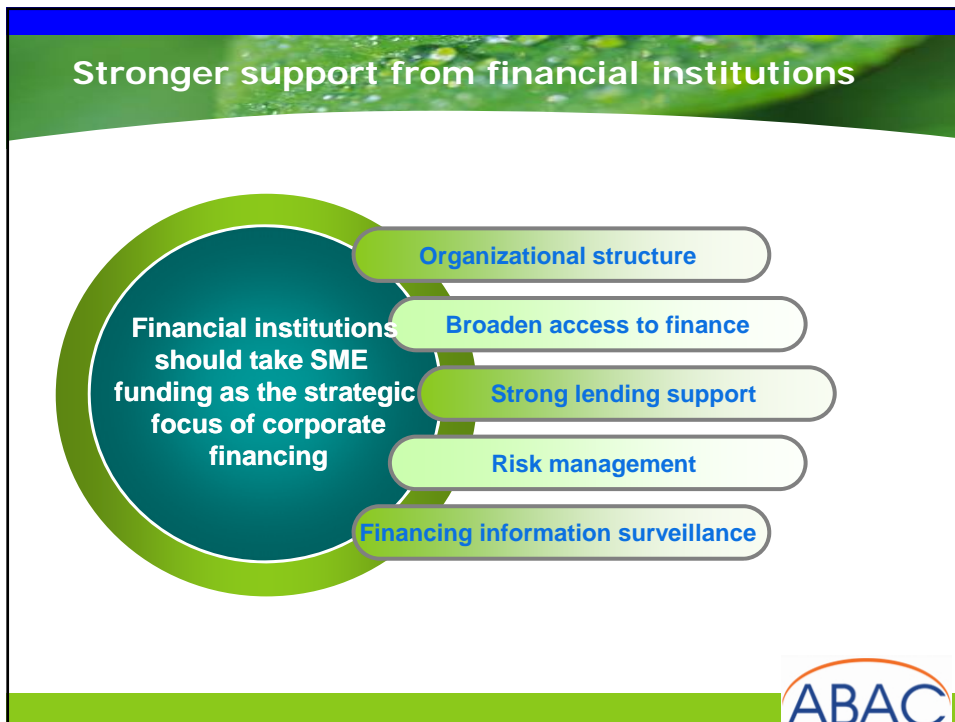 Stronger support from financial institutions
Financial institutions
should take SME
funding as the strategic
focus of corporate
financing
Organizational structure
Broaden access to finance
Strong lending support
Risk management
Financing information surveillance
ABAC